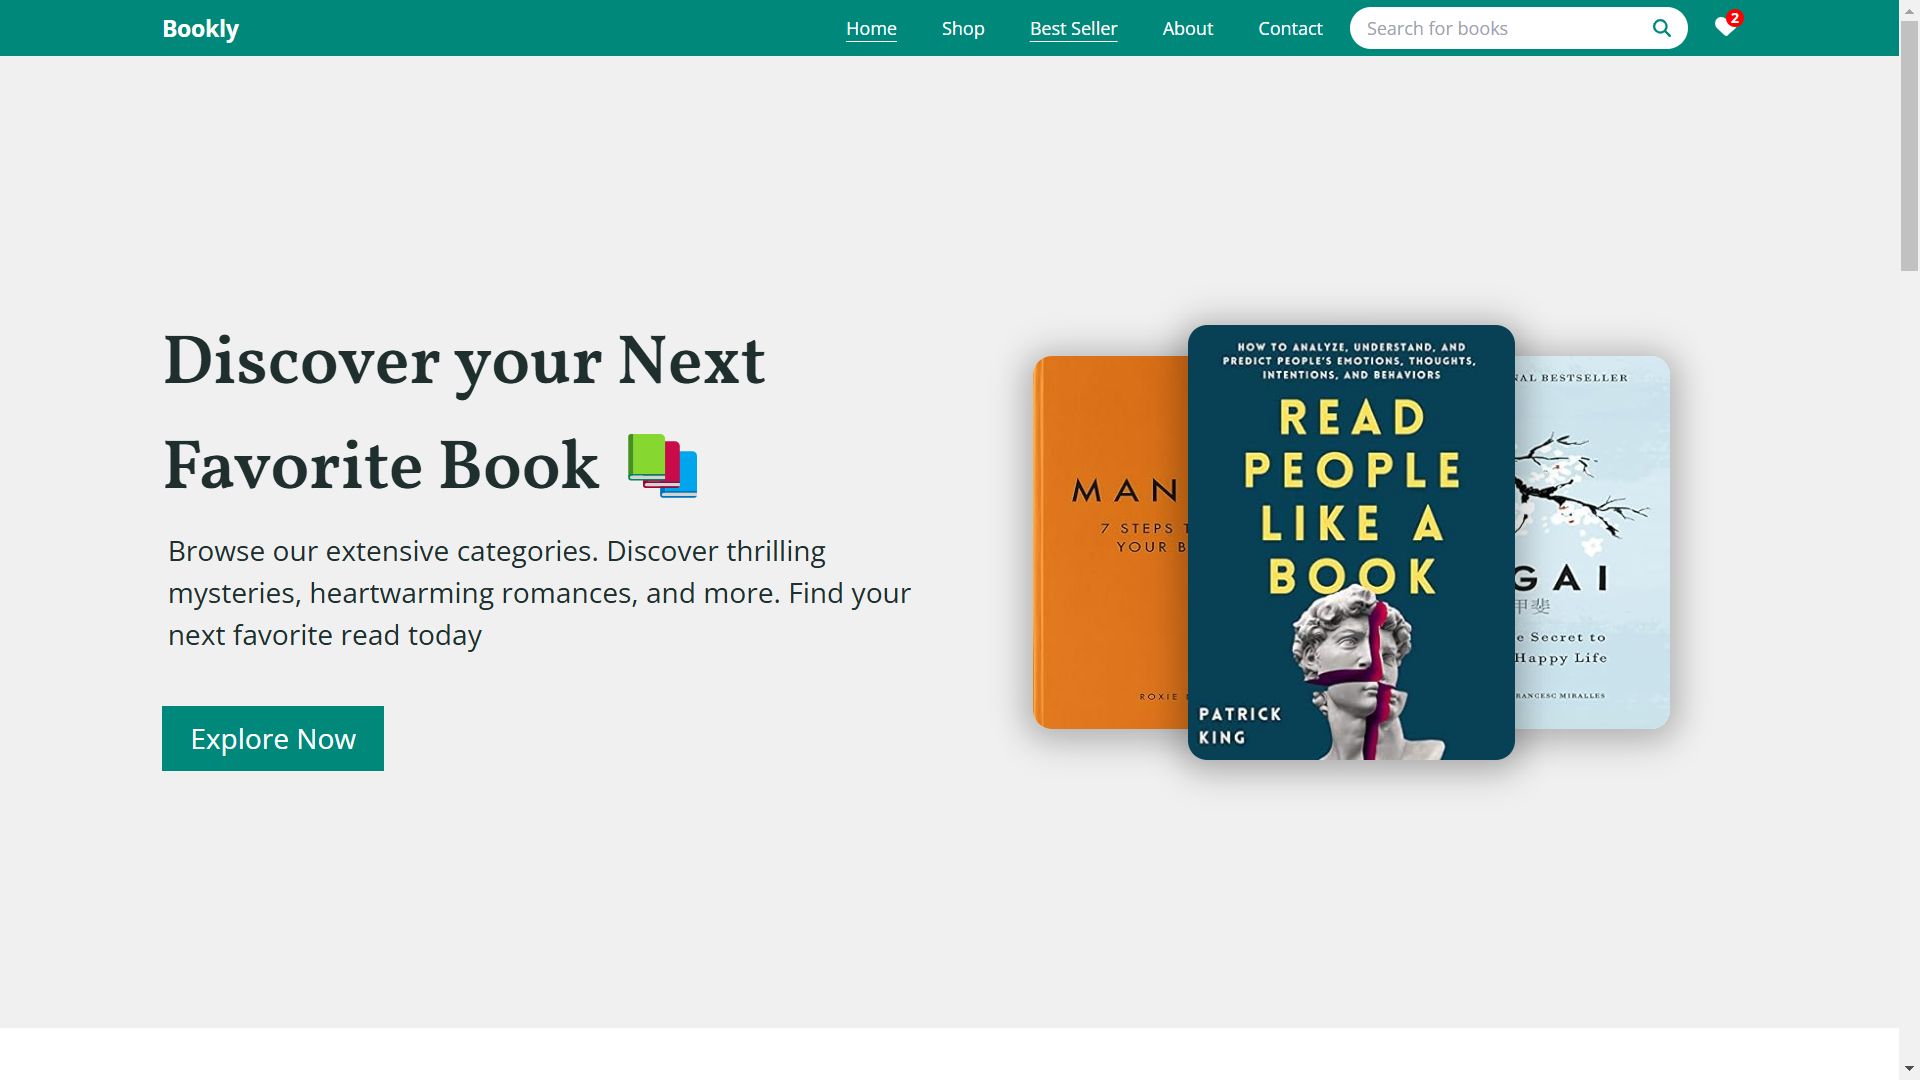 Bookly
Home
Shop
Best Seller
About
Contact
Search for books
2
Discover your Next
Favorite Book
Browse our extensive categories. Discover thrilling
mysteries, heartwarming romances, and more. Find your
next favorite read today
Explore Now
MAN
7 STEPS
YOUR B
ROXIE
HOW TO ANALYZE, UNDERSTAND, AND
PREDICT PEOPLE'S EMOTIONS, THOUGHTS,
INTENTIONS, AND BEHAVIORS
READ
PEOPLE
LIKE A
BOOK
PATRICK
KING
NAL BESTSELLER
GAI
甲斐
e Secret to
Happy Life
RANCESC MIRALLES